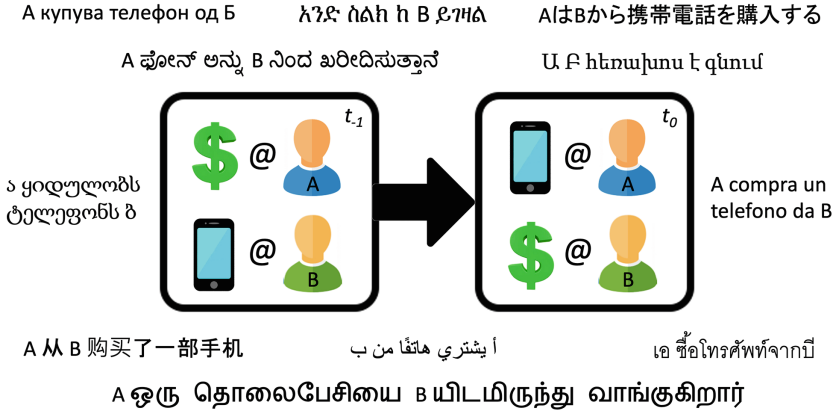 А купува телефон од Б
አንድ ስልክ ከ B ይገዛል
AはBから携帯電話を購入する
A ಫೋನ್ ಅನ್ನು B ನಿಂದ ಖರೀದಿಸುತ್ತಾನೆ
Ա Բ հեռախոս է գնում
t-1
$ @ A
@ B
t0
@ A
$ @ B
ა ყიდულობს
ტელეფონს ბ
A compra un
telefono da B
A 从 B 购买了一部手机
أ يشتري هاتفًا من ب
เอ ซื้อโทรศัพท์จากบี
A ஒரு தொலைபேசியை B யிடமிருந்து வாங்குகிறார்